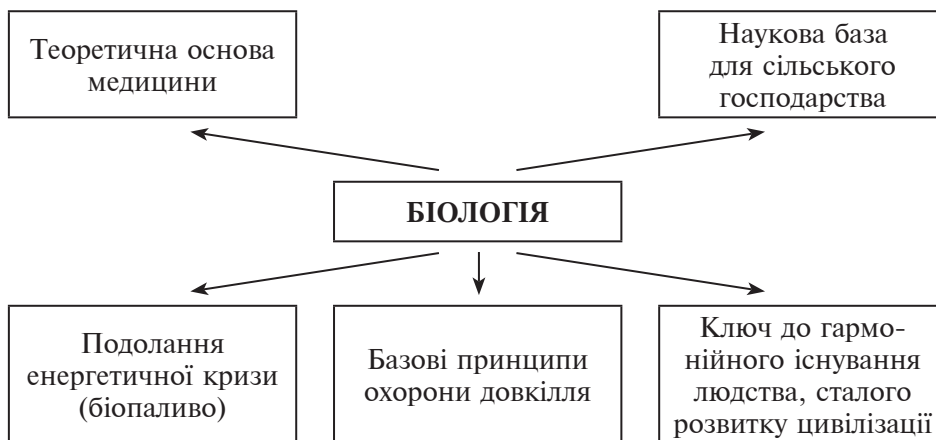 Теоретична основа
медицини
Наукова база
для сільського
господарства
БІОЛОГІЯ
Подолання
енергетичної кризи
(біопаливо)
Базові принципи
охорони довкілля
Ключ до гармо-
нійного існування
людства, сталого
розвитку цивілізації